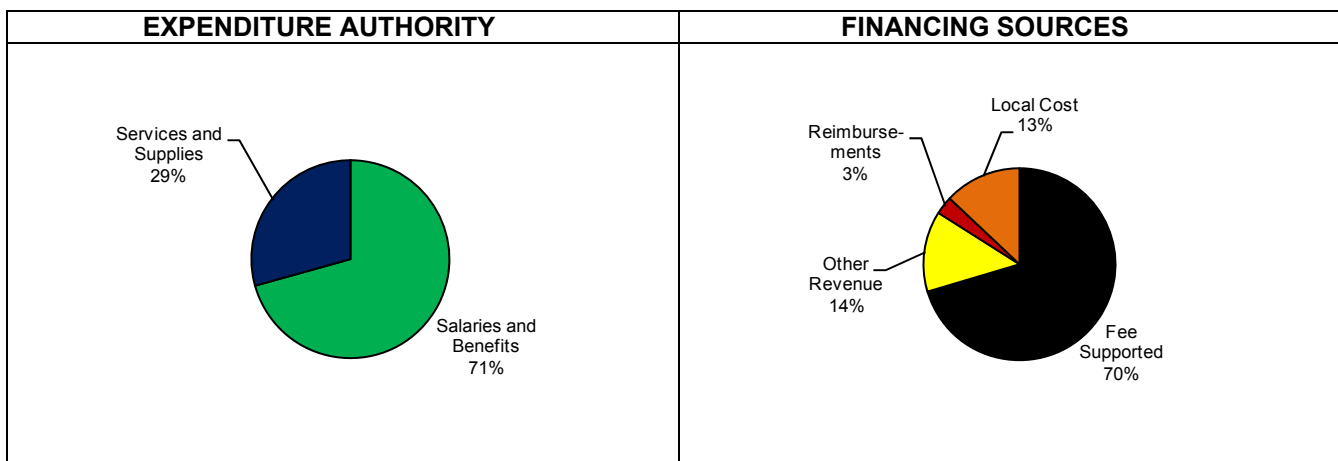 EXPENDITURE AUTHORITY
Services and
Supplies
29%
Salaries and
Benefits
71%
FINANCING SOURCES
Local Cost
13%
Reimburse-
ments
3%
Other
Revenue
14%
Fee
Supported
70%